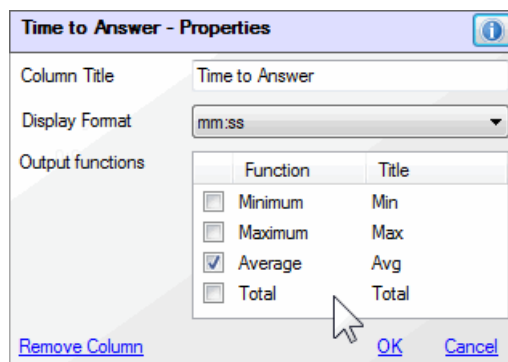 Time to Answer - Properties
Column Title Time to Answer
Display Format mm:ss
Output functions
Function Title
Minimum Min
Maximum Max
Average Avg
Total Total
Remove Column OK Cancel